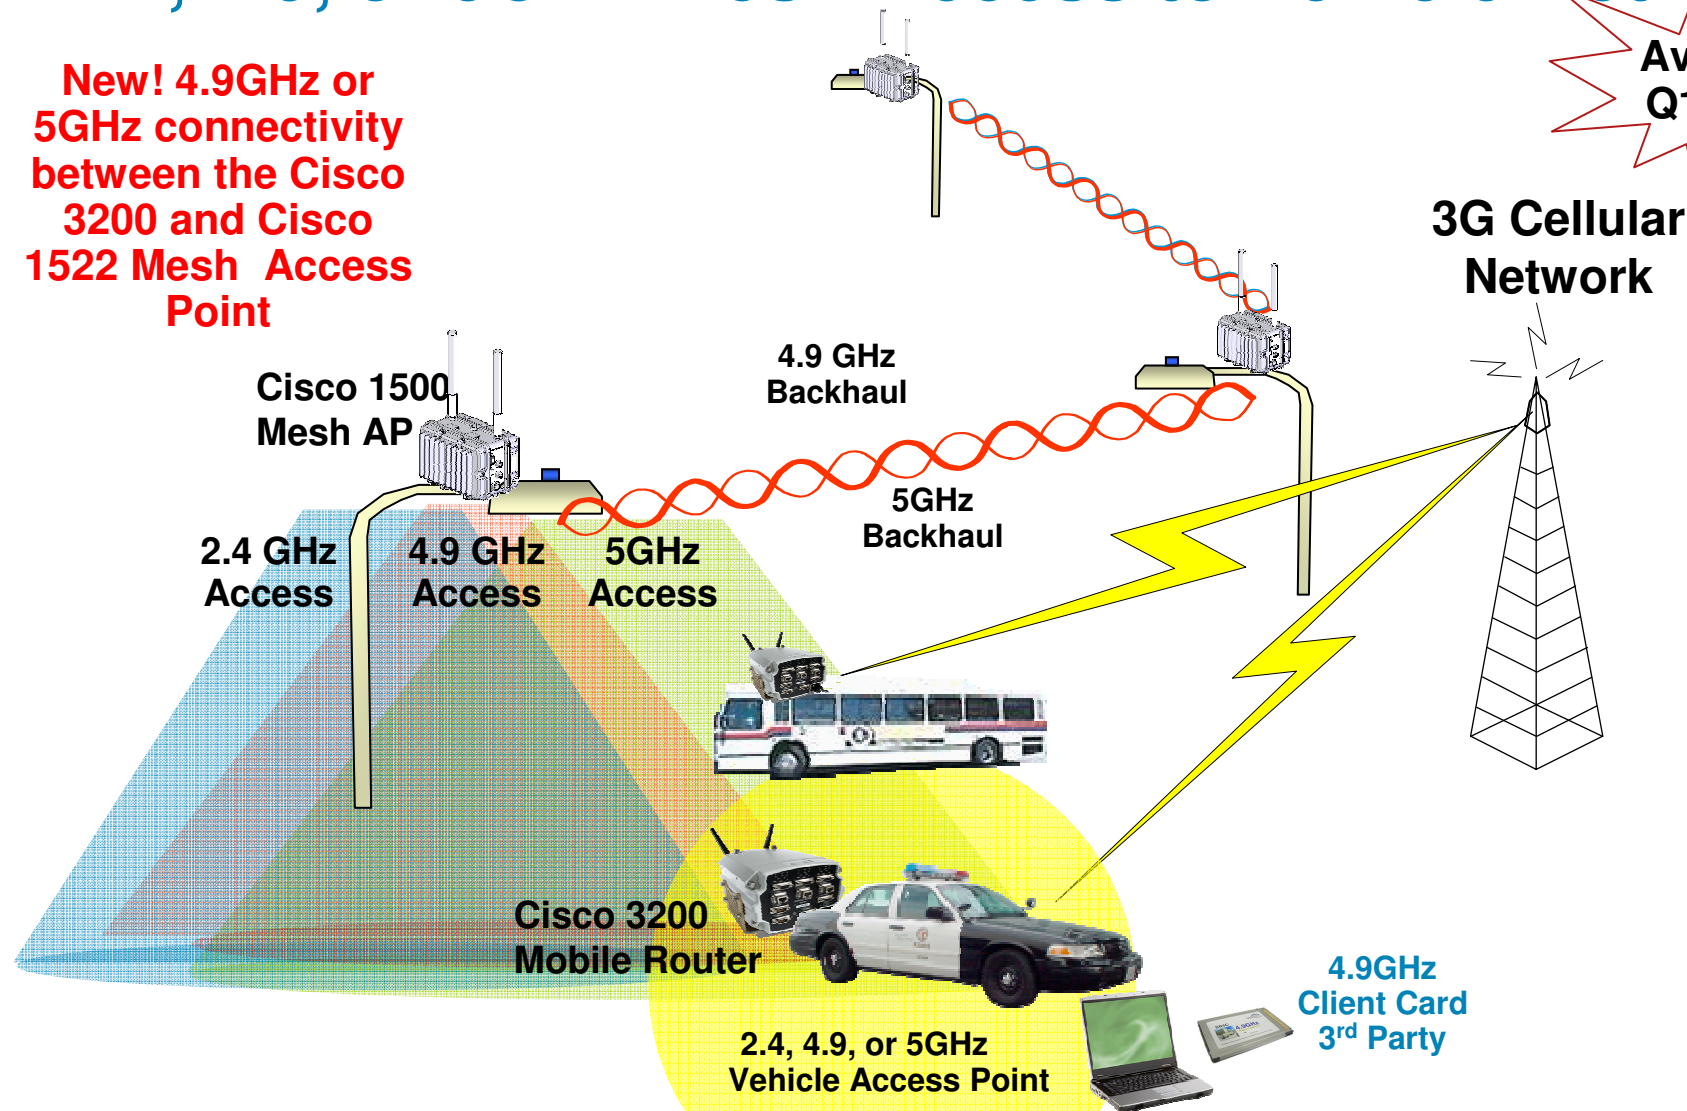 New! 4.9GHz or
5GHz connectivity
between the Cisco
3200 and Cisco
1522 Mesh Access
Point
3G Cellular
Network
4.9 GHz
Backhaul
Cisco 1500
Mesh AP
5GHz
Backhaul
2.4 GHz
Access
4.9 GHz
Access
5GHz
Access
Cisco 3200
Mobile Router
4.9GHz
Client Card
3rd Party
2.4, 4.9, or 5GHz
Vehicle Access Point